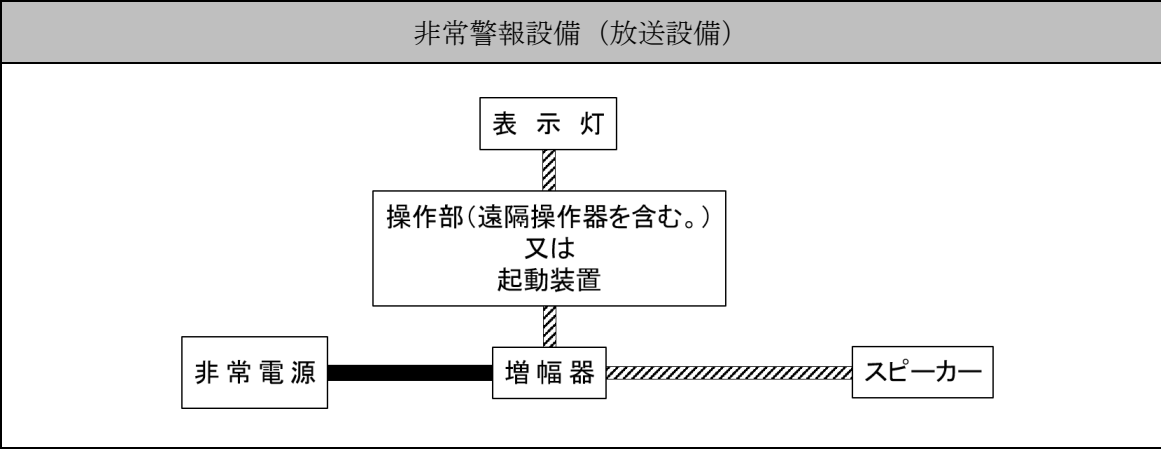 非常警報設備（放送設備）
表示灯
操作部（遠隔操作器を含む。）
又は
起動装置
非常電源
増幅器
スピーカー